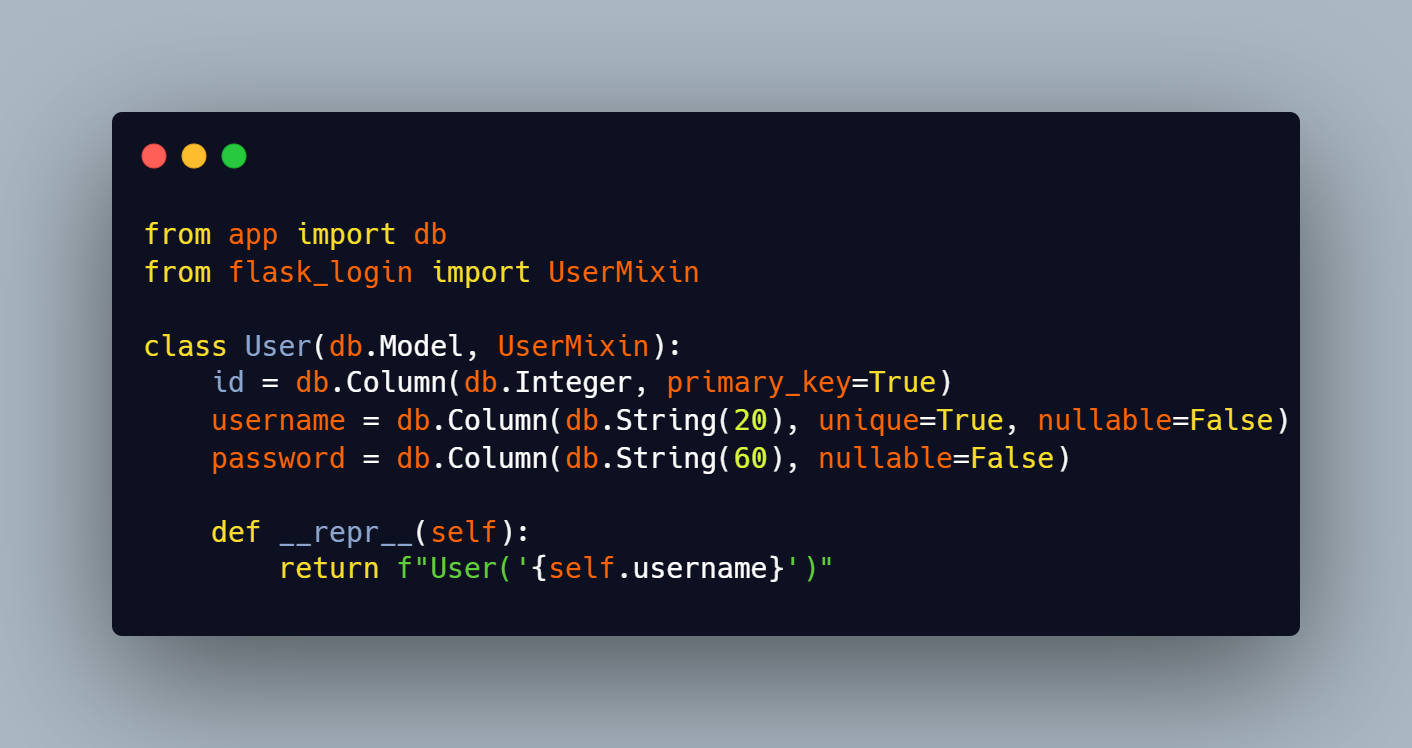 from app import db
from flask_login import UserMixin

class User(db.Model, UserMixin):
    id = db.Column(db.Integer, primary_key=True)
    username = db.Column(db.String(20), unique=True, nullable=False)
    password = db.Column(db.String(60), nullable=False)

    def __repr__(self):
        return f"User('{self.username}')"